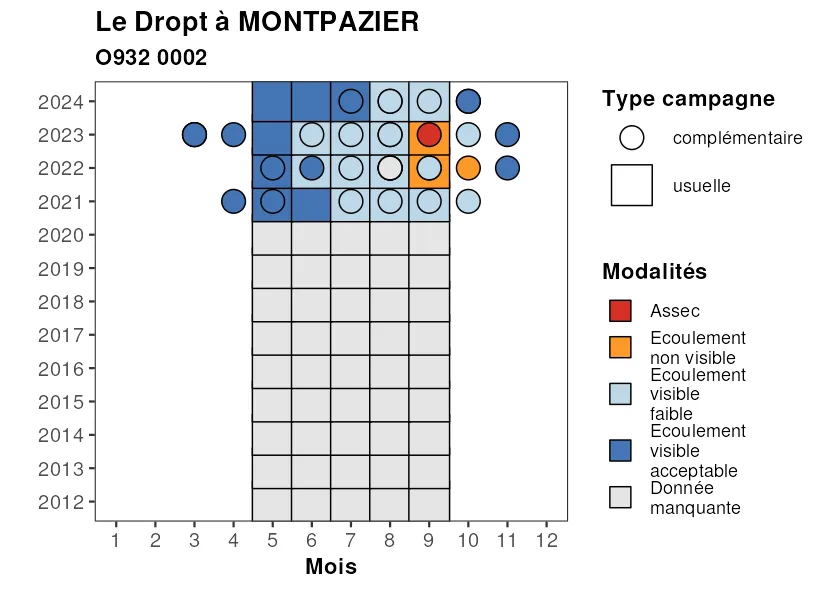 Le Dropt à MONTPAZIER
O932 0002
2024
2023
2022
2021
2020
2019
2018
2017
2016
2015
2014
2013
2012
1 2 3 4 5 6 7 8 9 10 11 12
Mois
Type campagne
complémentaire
usuelle
Modalités
Assec
Ecoulement
non visible
Ecoulement
visible
faible
Ecoulement
visible
acceptable
Donnée
manquante